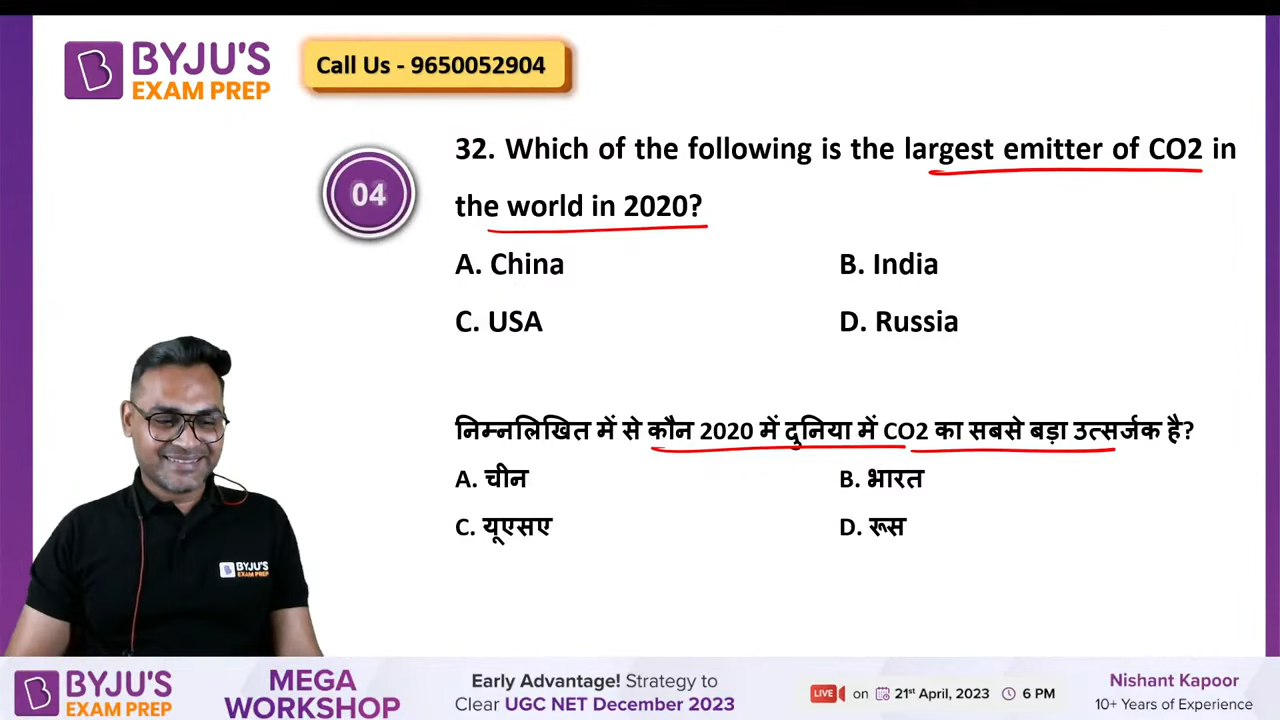 BYJU'S
EXAM PREP
Call Us - 9650052904
04
32. Which of the following is the largest emitter of CO2 in
the world in 2020?
A. China
B. India
C. USA
D. Russia
निम्नलिखित में से कौन 2020 में दुनिया में CO2 का सबसे बड़ा उत्सर्जक है?
A. चीन
B. भारत
C. यूएसए
D. रूस
BYJU'S
EXAM PREP
BYJU'S
EXAM PREP
MEGA
WORKSHOP
Early Advantage! Strategy to
Clear UGC NET December 2023
LIVE on 21st April, 2023 6 PM
Nishant Kapoor
10+ Years of Experience